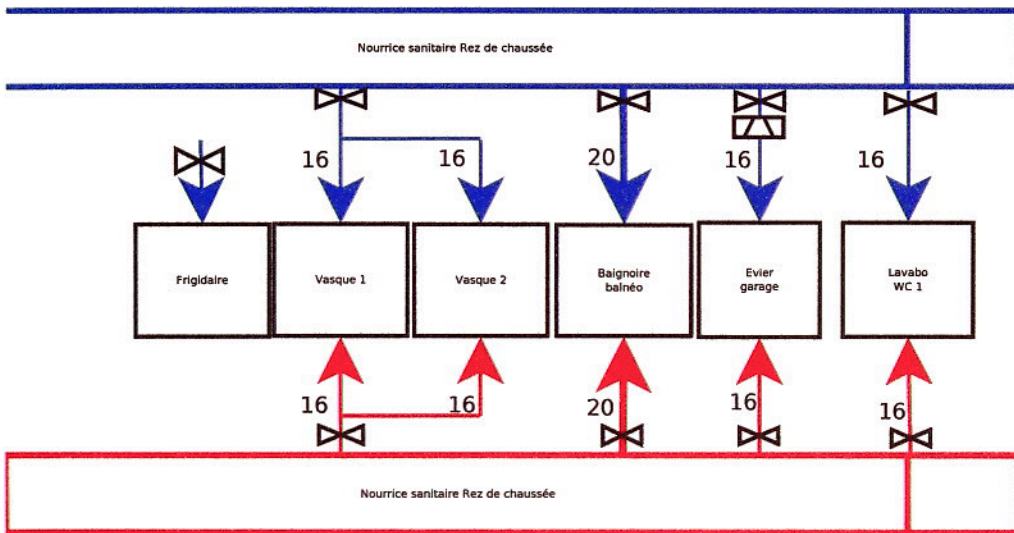 Nourrice sanitaire Rez de chaussée
16
16
20
16
16
Frigidaire
Vasque 1
Vasque 2
Baignoire
balnéo
Evier
garage
Lavabo
WC 1
16
16
20
16
16
Nourrice sanitaire Rez de chaussée